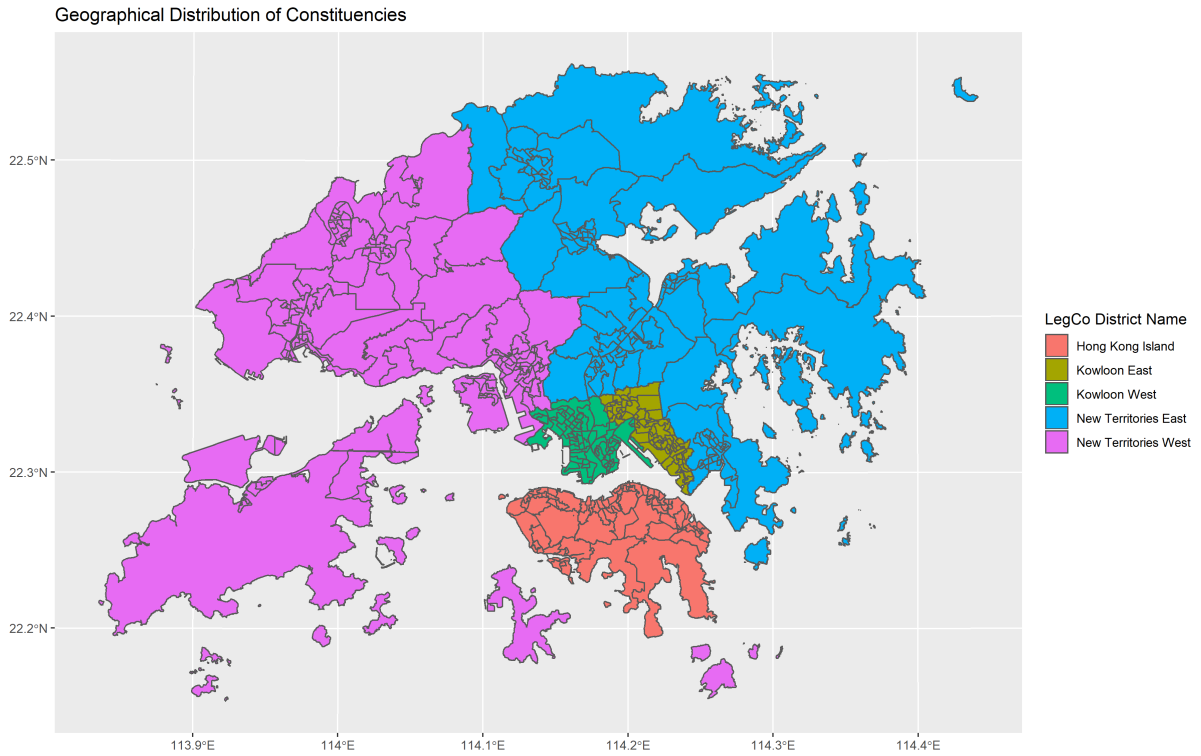 Geographical Distribution of Constituencies
22.5°N
22.4°N
22.3°N
22.2°N
113.9°E
114°E
114.1°E
114.2°E
114.3°E
114.4°E
LegCo District Name
Hong Kong Island
Kowloon East
Kowloon West
New Territories East
New Territories West